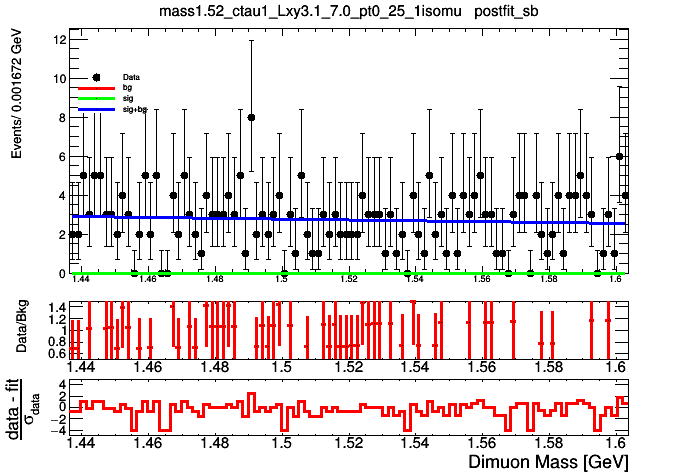 mass1.52_ctau1_Lxy3.1_7.0_pt0_25_1isomu postfit_sb
Events/ 0.001672 GeV
12
10
8
6
4
2
0
Data
bg
sig
sig+bg
1.44 1.46 1.48 1.5 1.52 1.54 1.56 1.58 1.6
Data/Bkg
1.4
1.2
1
0.8
0.6
1.44 1.46 1.48 1.5 1.52 1.54 1.56 1.58 1.6
data - fit
σdata
4
2
0
−2
−4
1.44 1.46 1.48 1.5 1.52 1.54 1.56 1.58 1.6
Dimuon Mass [GeV]